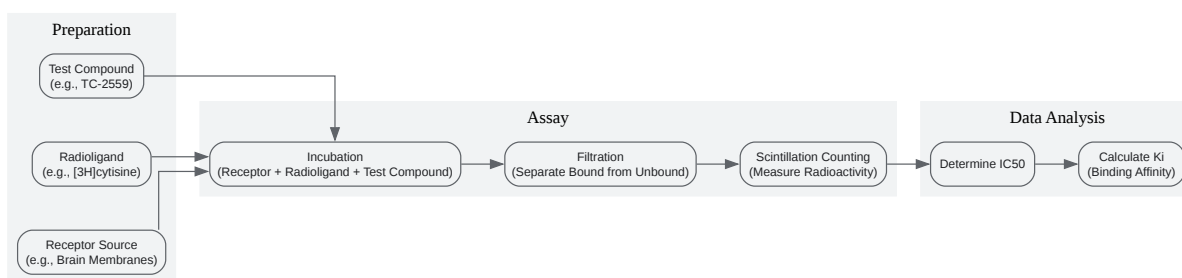 Preparation
Test Compound
(e.g., TC-2559)
Radioligand
(e.g., [3H]cytisine)
Receptor Source
(e.g., Brain Membranes)
Assay
Incubation
(Receptor + Radioligand + Test Compound)
Filtration
(Separate Bound from Unbound)
Scintillation Counting
(Measure Radioactivity)
Data Analysis
Determine IC50
Calculate Ki
(Binding Affinity)